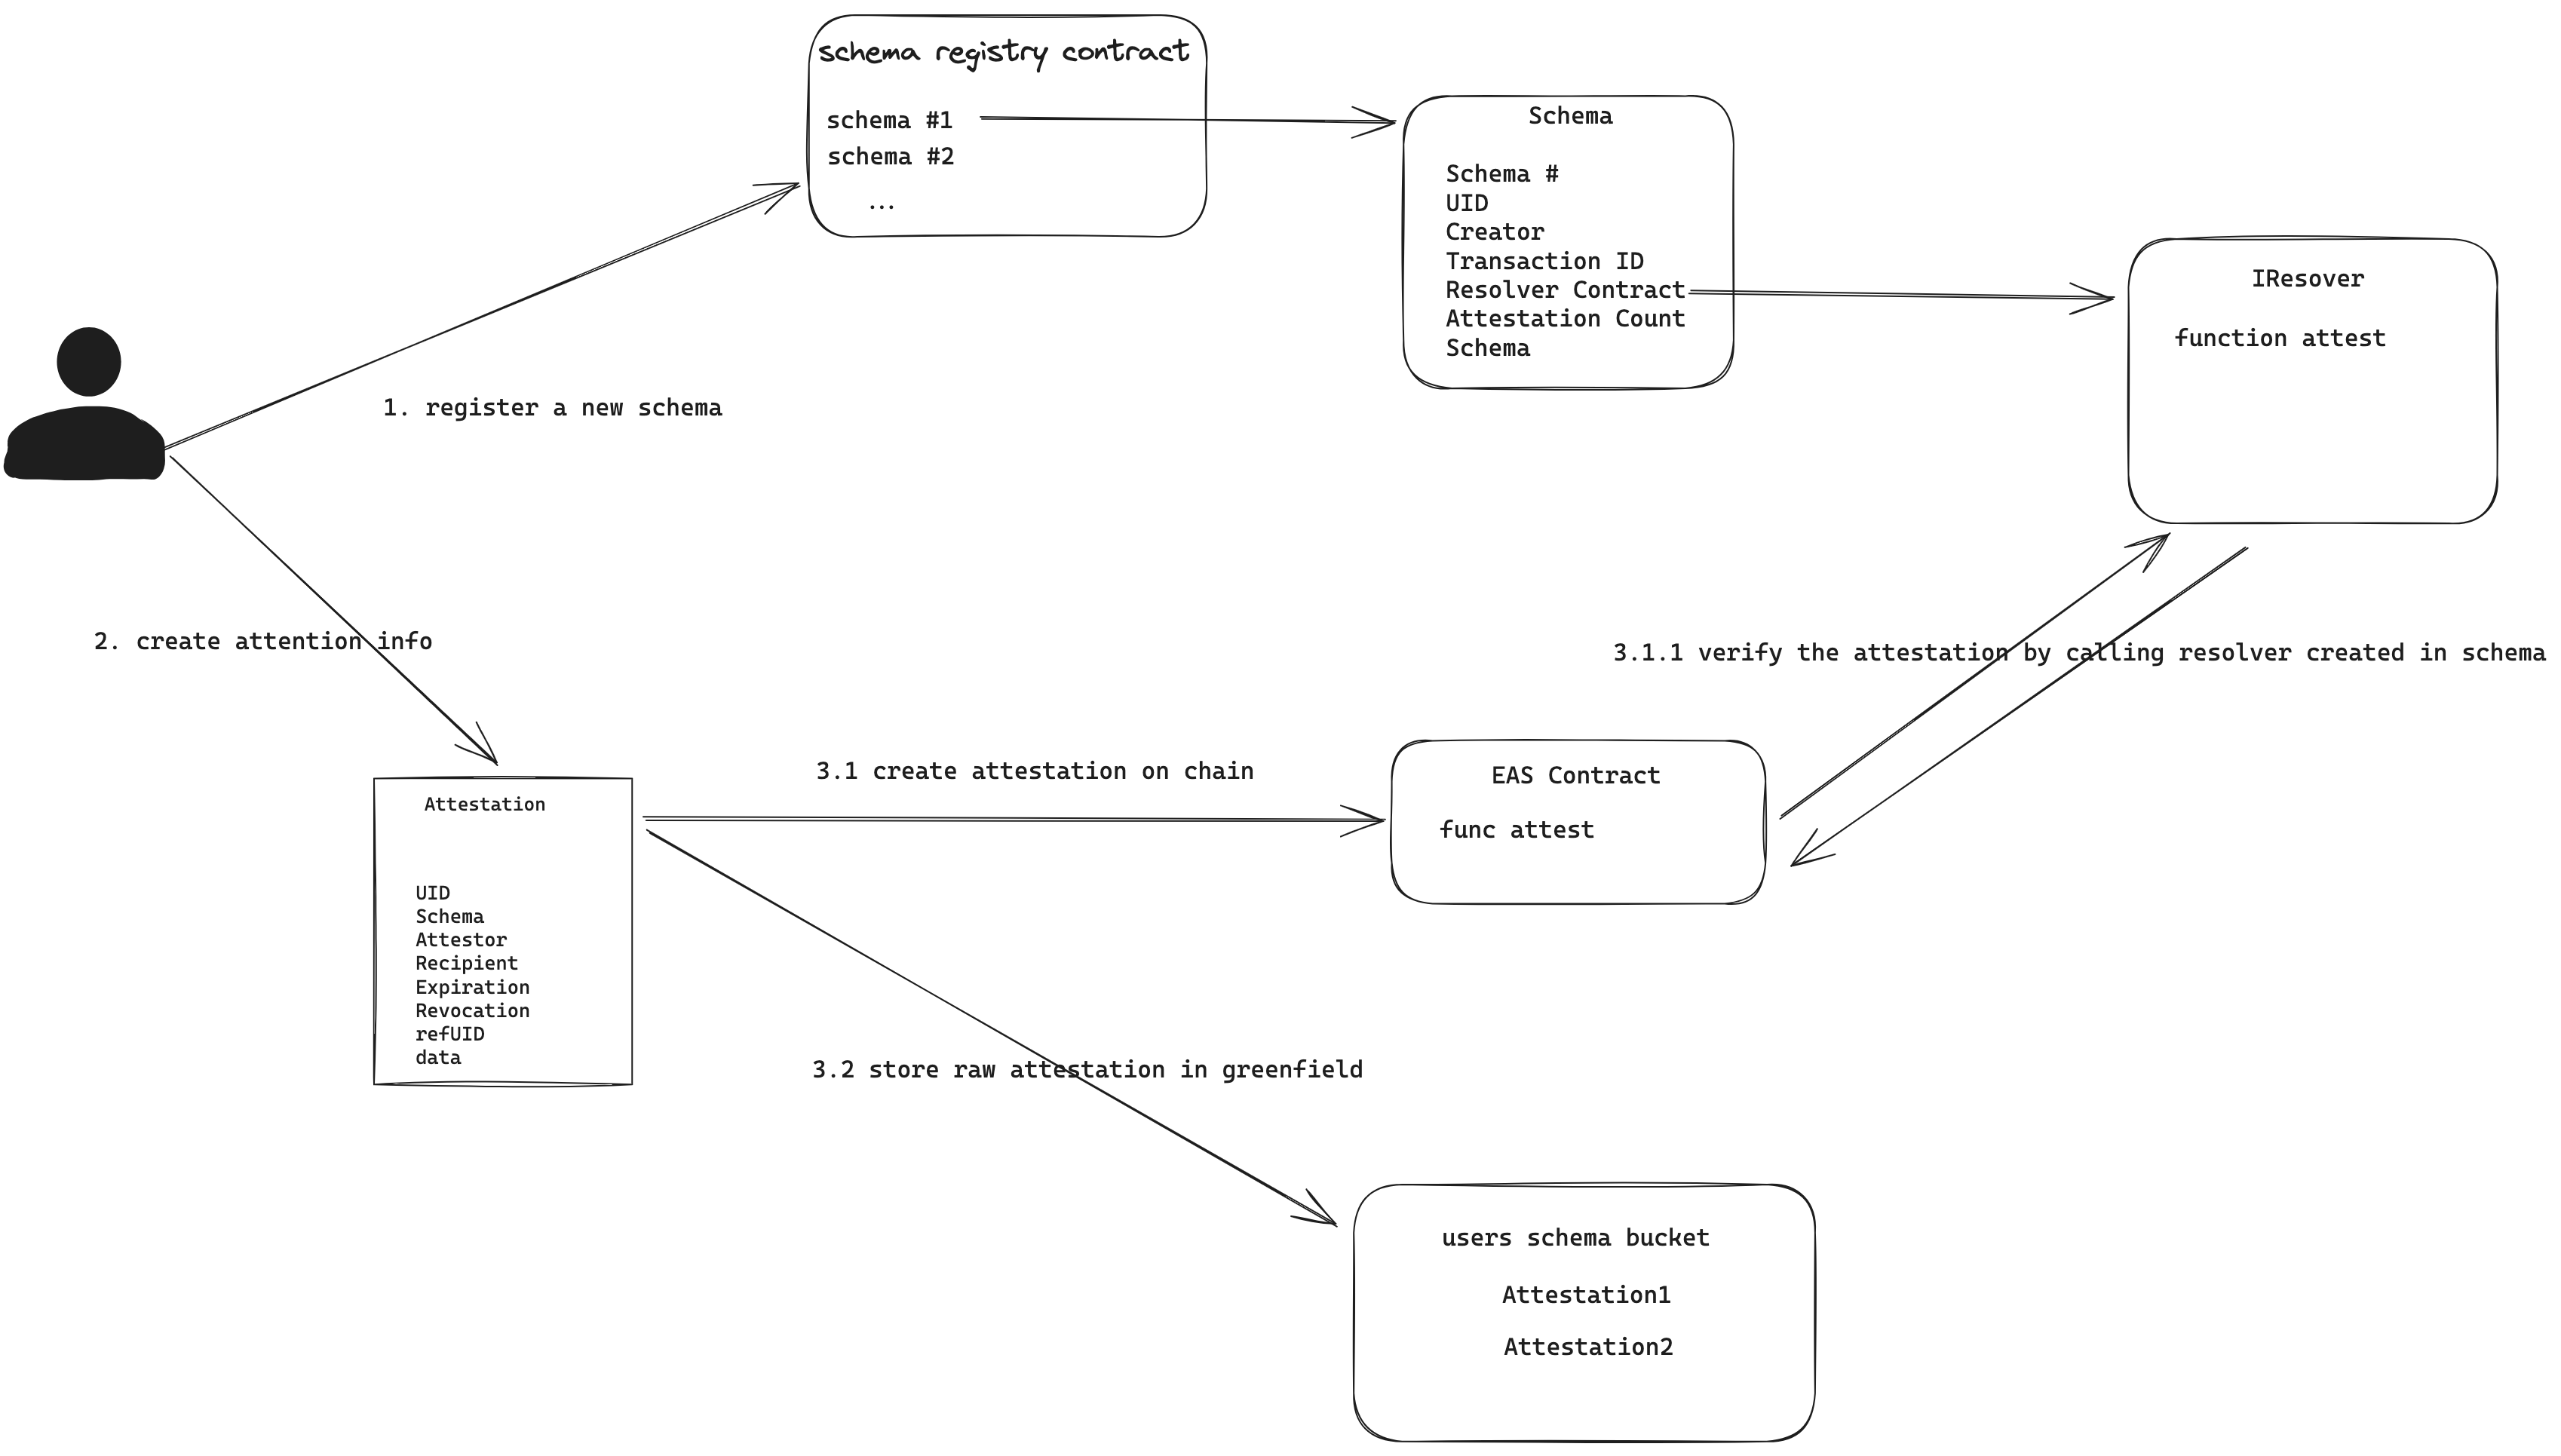 schema registry contract
schema #1
schema #2
...
Schema
Schema #
UID
Creator
Transaction ID
Resolver Contract
Attestation Count
Schema
IResover
function attest
1. register a new schema
2. create attention info
3.1.1 verify the attestation by calling resolver created in schema
3.1 create attestation on chain
EAS Contract
func attest
Attestation
UID
Schema
Attestor
Recipient
Expiration
Revocation
refUID
data
3.2 store raw attestation in greenfield
users schema bucket
Attestation1
Attestation2